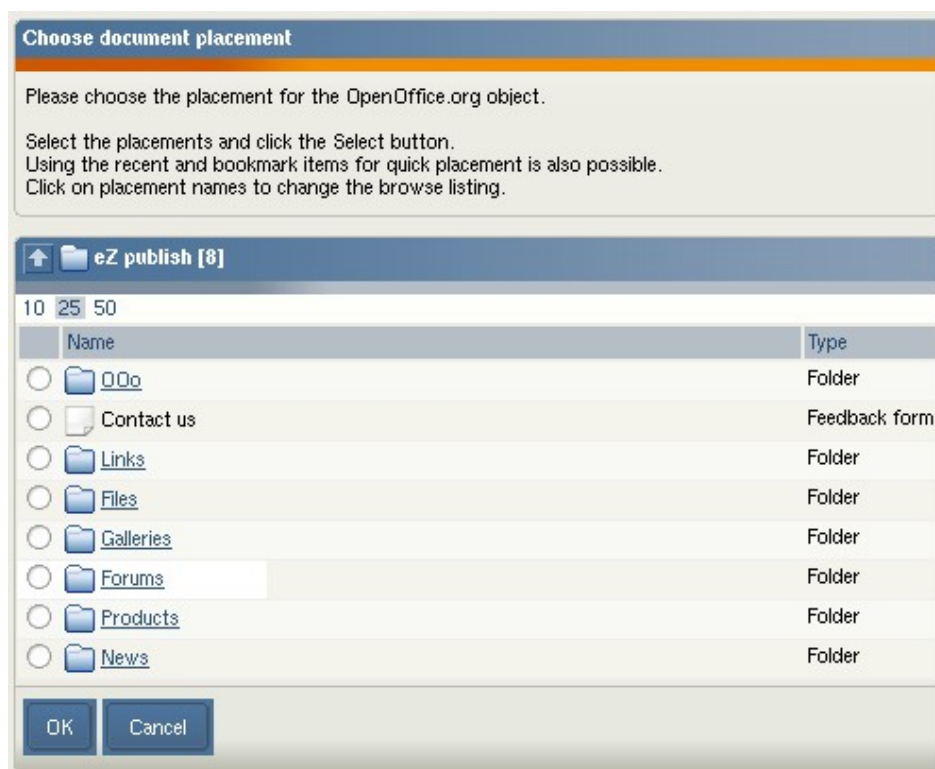 Choose document placement
Please choose the placement for the OpenOffice.org object.
Select the placements and click the Select button.
Using the recent and bookmark items for quick placement is also possible.
Click on placement names to change the browse listing.
eZ publish [8]
10 25 50
Name Type
OOo Folder
Contact us Feedback form
Links Folder
Files Folder
Galleries Folder
Forums Folder
Products Folder
News Folder
OK Cancel